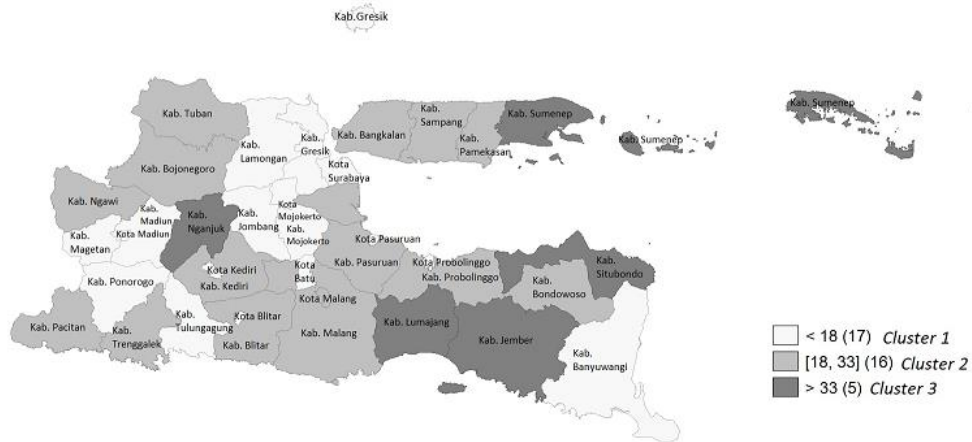 Kab.Gresik
Kab. Tuban
Kab.
Sampang
Kab. Sumenep
Kab. Sumenep
Kab. Bangkalan
Kab.
Pamekasan
Kab. Sumenep
Kab.
Lamongan
Kab.
Gresik
Kota
Surabaya
Kab. Bojonegoro
Kab. Ngawi
Kab.
Madiun
Kota Madiun
Kab.
Nganjuk
Kab.
Jombang
Kota
Mojokerto
Kab.
Mojokerto
Kab.
Magetan
Kota Pasuruan
Kab. Pasuruan
Kota Probolinggo
Kab. Probolinggo
Kab.
Situbondo
Kab.
Bondowoso
Kota Kediri
Kab. Kediri
Kota
Batu
Kab. Ponorogo
Kota Malang
Kab. Malang
Kota Blitar
Kab. Blitar
Kab.
Tulungagung
Kab. Pacitan
Kab.
Trenggalek
Kab. Lumajang
Kab. Jember
Kab.
Banyuwangi
< 18 (17) Cluster 1
[18, 33] (16) Cluster 2
> 33 (5) Cluster 3